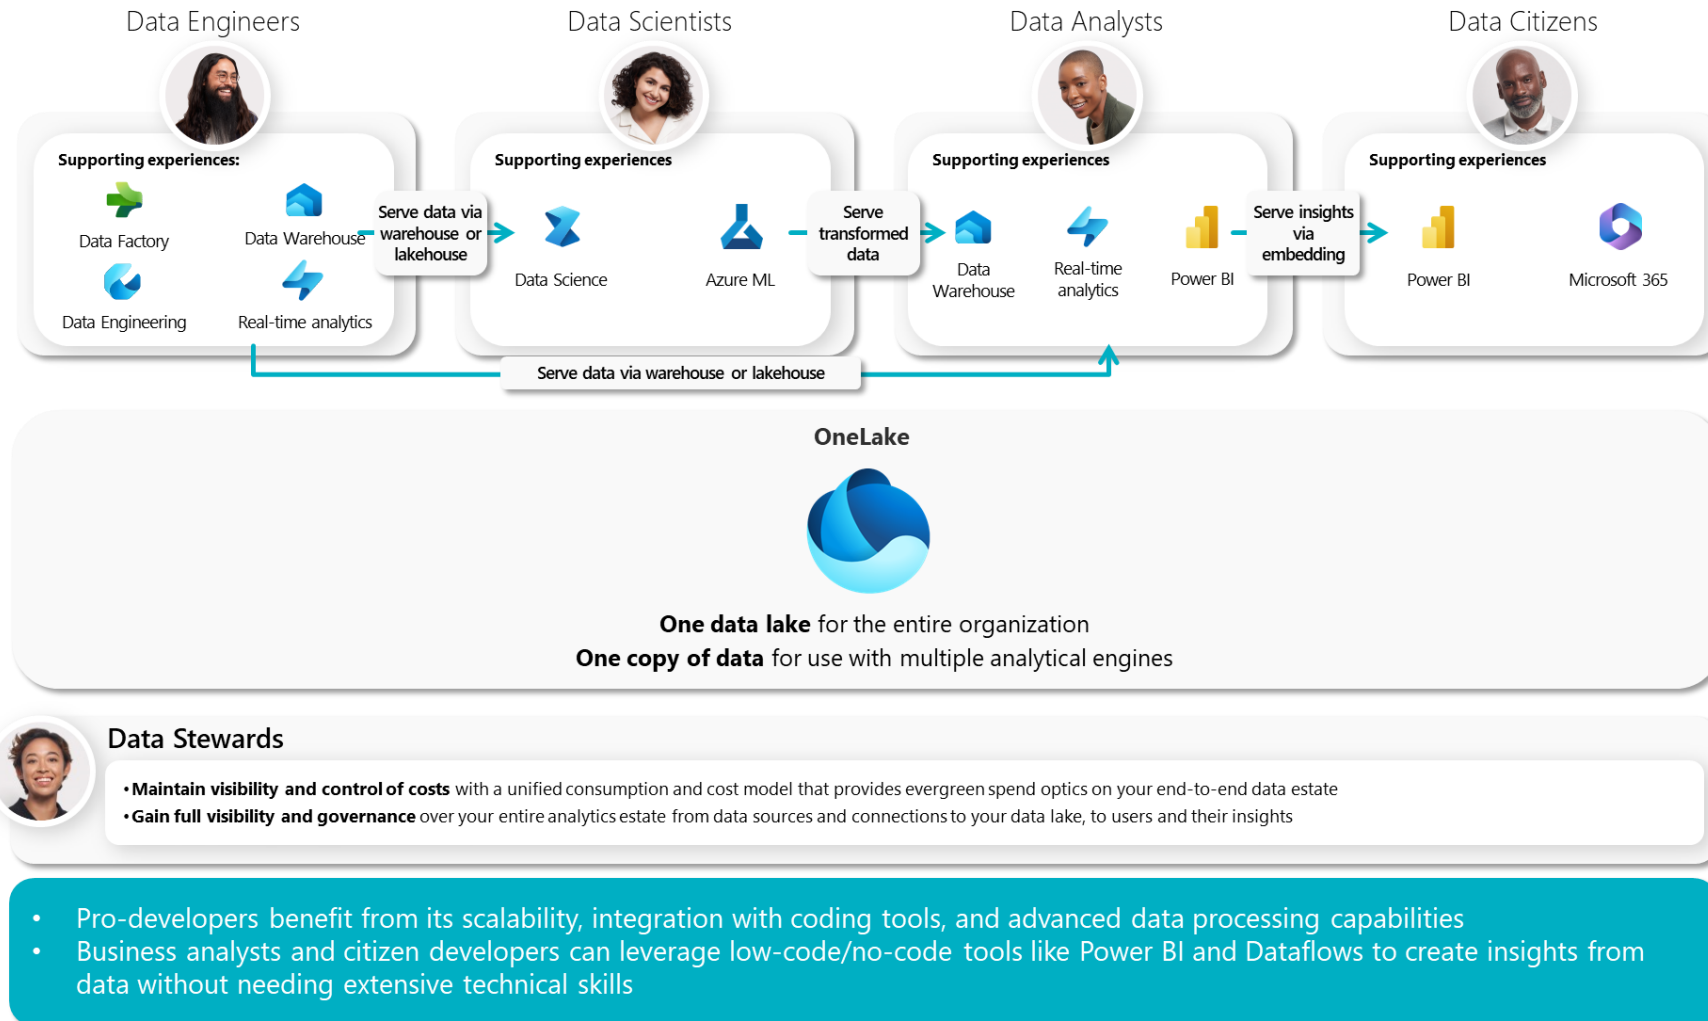 Data Engineers
Data Scientists
Data Analysts
Data Citizens
Supporting experiences:
Data Factory
Data Warehouse
Data Engineering
Real-time analytics
Serve data via
warehouse or
lakehouse
Supporting experiences
Data Science
Azure ML
Serve
transformed
data
Supporting experiences
Data
Warehouse
Real-time
analytics
Power BI
Serve insights
via
embedding
Supporting experiences
Power BI
Microsoft 365
Serve data via warehouse or lakehouse
OneLake
One data lake for the entire organization
One copy of data for use with multiple analytical engines
Data Stewards
•Maintain visibility and control of costs with a unified consumption and cost model that provides evergreen spend optics on your end-to-end data estate
•Gain full visibility and governance over your entire analytics estate from data sources and connections to your data lake, to users and their insights
• Pro-developers benefit from its scalability, integration with coding tools, and advanced data processing capabilities
• Business analysts and citizen developers can leverage low-code/no-code tools like Power BI and Dataflows to create insights from
data without needing extensive technical skills